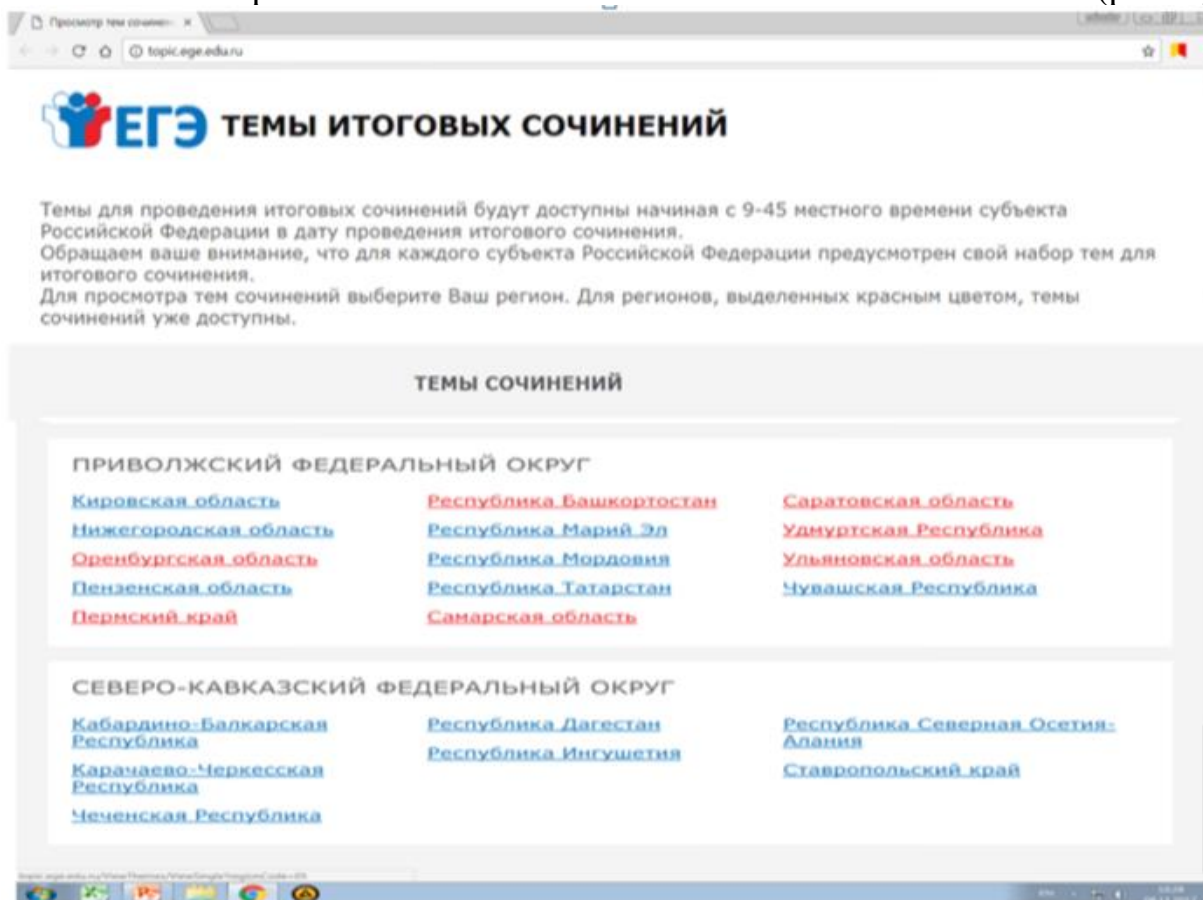 Просмотр тем сочинен
topic.ege.edu.ru
ЕГЭ ТЕМЫ ИТОГОВЫХ СОЧИНЕНИЙ
Темы для проведения итоговых сочинений будут доступны начиная с 9-45 местного времени субъекта
Российской Федерации в дату проведения итогового сочинения.
Обращаем ваше внимание, что для каждого субъекта Российской Федерации предусмотрен свой набор тем для
итогового сочинения.
Для просмотра тем сочинений выберите Ваш регион. Для регионов, выделенных красным цветом, темы
сочинений уже доступны.
ТЕМЫ СОЧИНЕНИЙ
ПРИВОЛЖСКИЙ ФЕДЕРАЛЬНЫЙ ОКРУГ
Кировская область
Нижегородская область
Оренбургская область
Пензенская область
Пермский край
Республика Башкортостан
Республика Марий Эл
Республика Мордовия
Республика Татарстан
Самарская область
Саратовская область
Удмуртская Республика
Ульяновская область
Чувашская Республика
СЕВЕРО-КАВКАЗСКИЙ ФЕДЕРАЛЬНЫЙ ОКРУГ
Кабардино-Балкарская
Республика
Карачаево-Черкесская
Республика
Чеченская Республика
Республика Дагестан
Республика Ингушетия
Республика Северная Осетия-
Алания
Ставропольский край